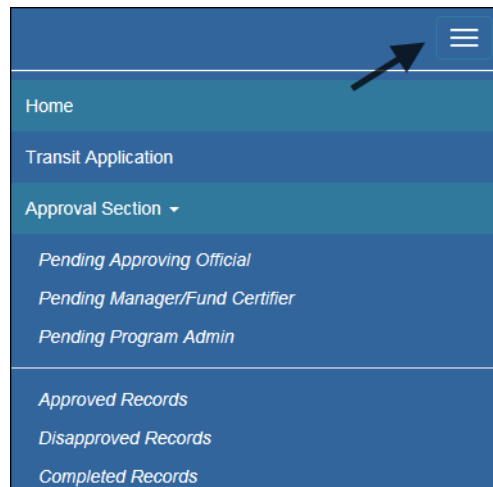 Home
Transit Application
Approval Section
Pending Approving Official
Pending Manager/Fund Certifier
Pending Program Admin
Approved Records
Disapproved Records
Completed Records